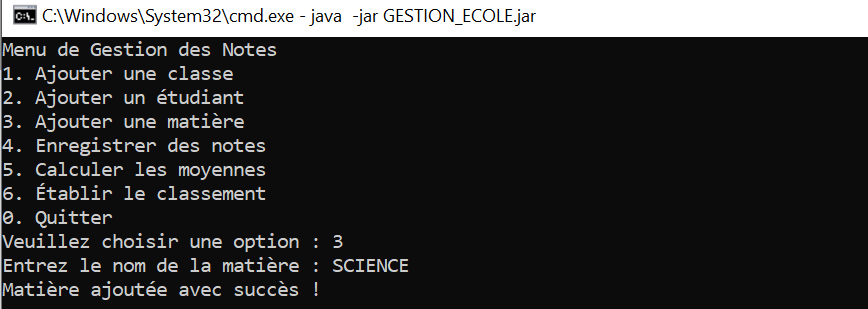 C:\Windows\System32\cmd.exe - java  -jar GESTION_ECOLE.jar
Menu de Gestion des Notes
1. Ajouter une classe
2. Ajouter un étudiant
3. Ajouter une matière
4. Enregistrer des notes
5. Calculer les moyennes
6. Établir le classement
0. Quitter
Veuillez choisir une option : 3
Entrez le nom de la matière : SCIENCE
Matière ajoutée avec succès !